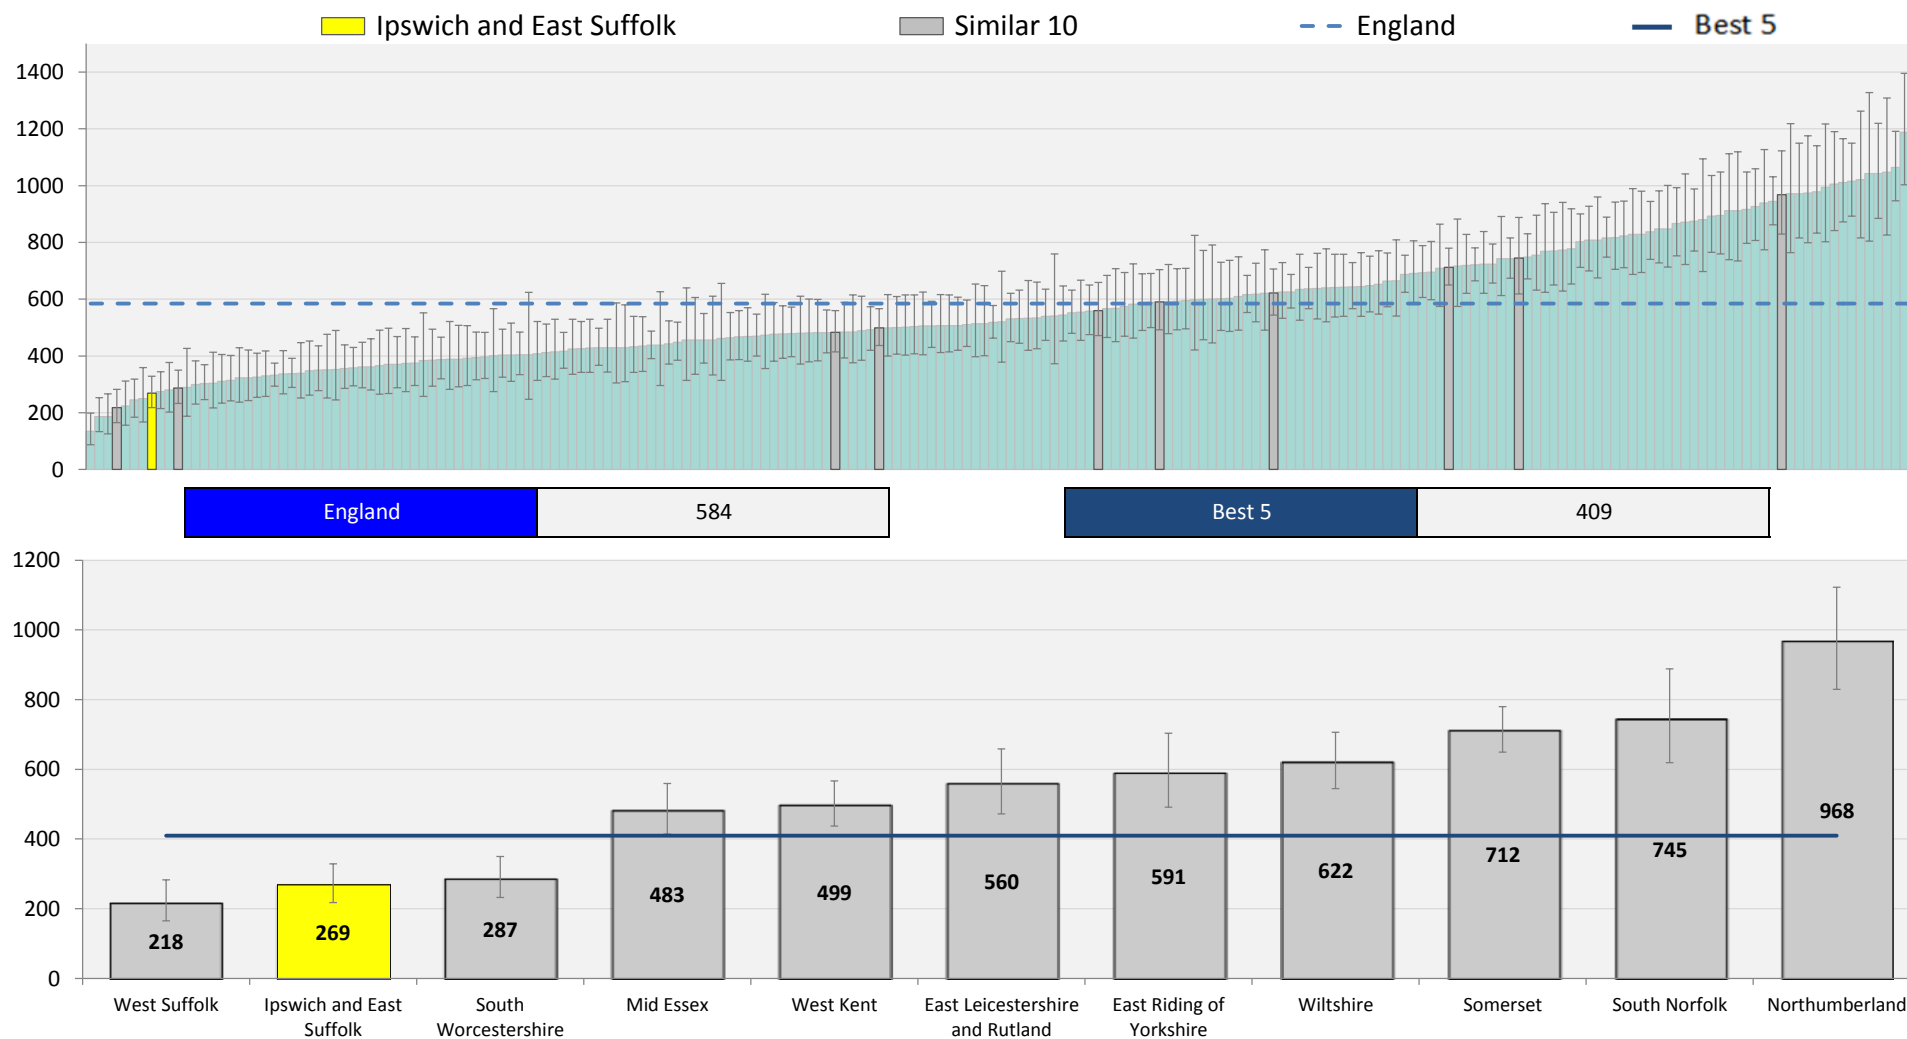 Ipswich and East Suffolk
Similar 10
England
Best 5
1400
1200
1000
800
600
400
200
0
England
584
Best 5
409
1200
1000
800
600
400
200
0
218
269
287
483
499
560
591
622
712
745
968
West Suffolk
Ipswich and East
Suffolk
South
Worcestershire
Mid Essex
West Kent
East Leicestershire
and Rutland
East Riding of
Yorkshire
Wiltshire
Somerset
South Norfolk
Northumberland